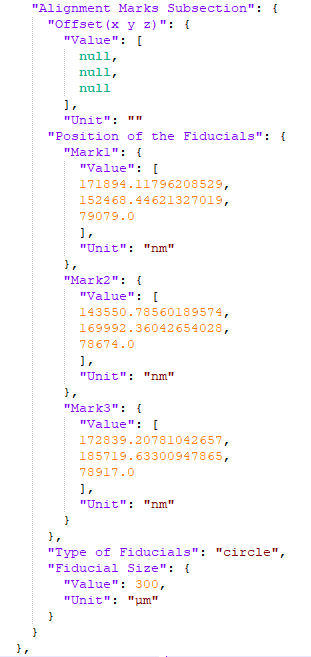 "Alignment Marks Subsection": {
"Offset(x y z)": {
"Value": [
null,
null,
null
],
"Unit": ""
"Position of the Fiducials": {
"Mark1": {
"Value": [
171894.11796208529,
152468.44621327019,
79079.0
],
"Unit": "nm"
},
"Mark2": {
"Value": [
143550.78560189574,
169992.36042654028,
78674.0
],
"Unit": "nm"
},
"Mark3": {
"Value": [
172839.20781042657,
185719.63300947865,
78917.0
],
"Unit": "nm"
}
},
"Type of Fiducials": "circle",
"Fiducial Size": {
"Value": 300,
"Unit": "µm"
}
}
},